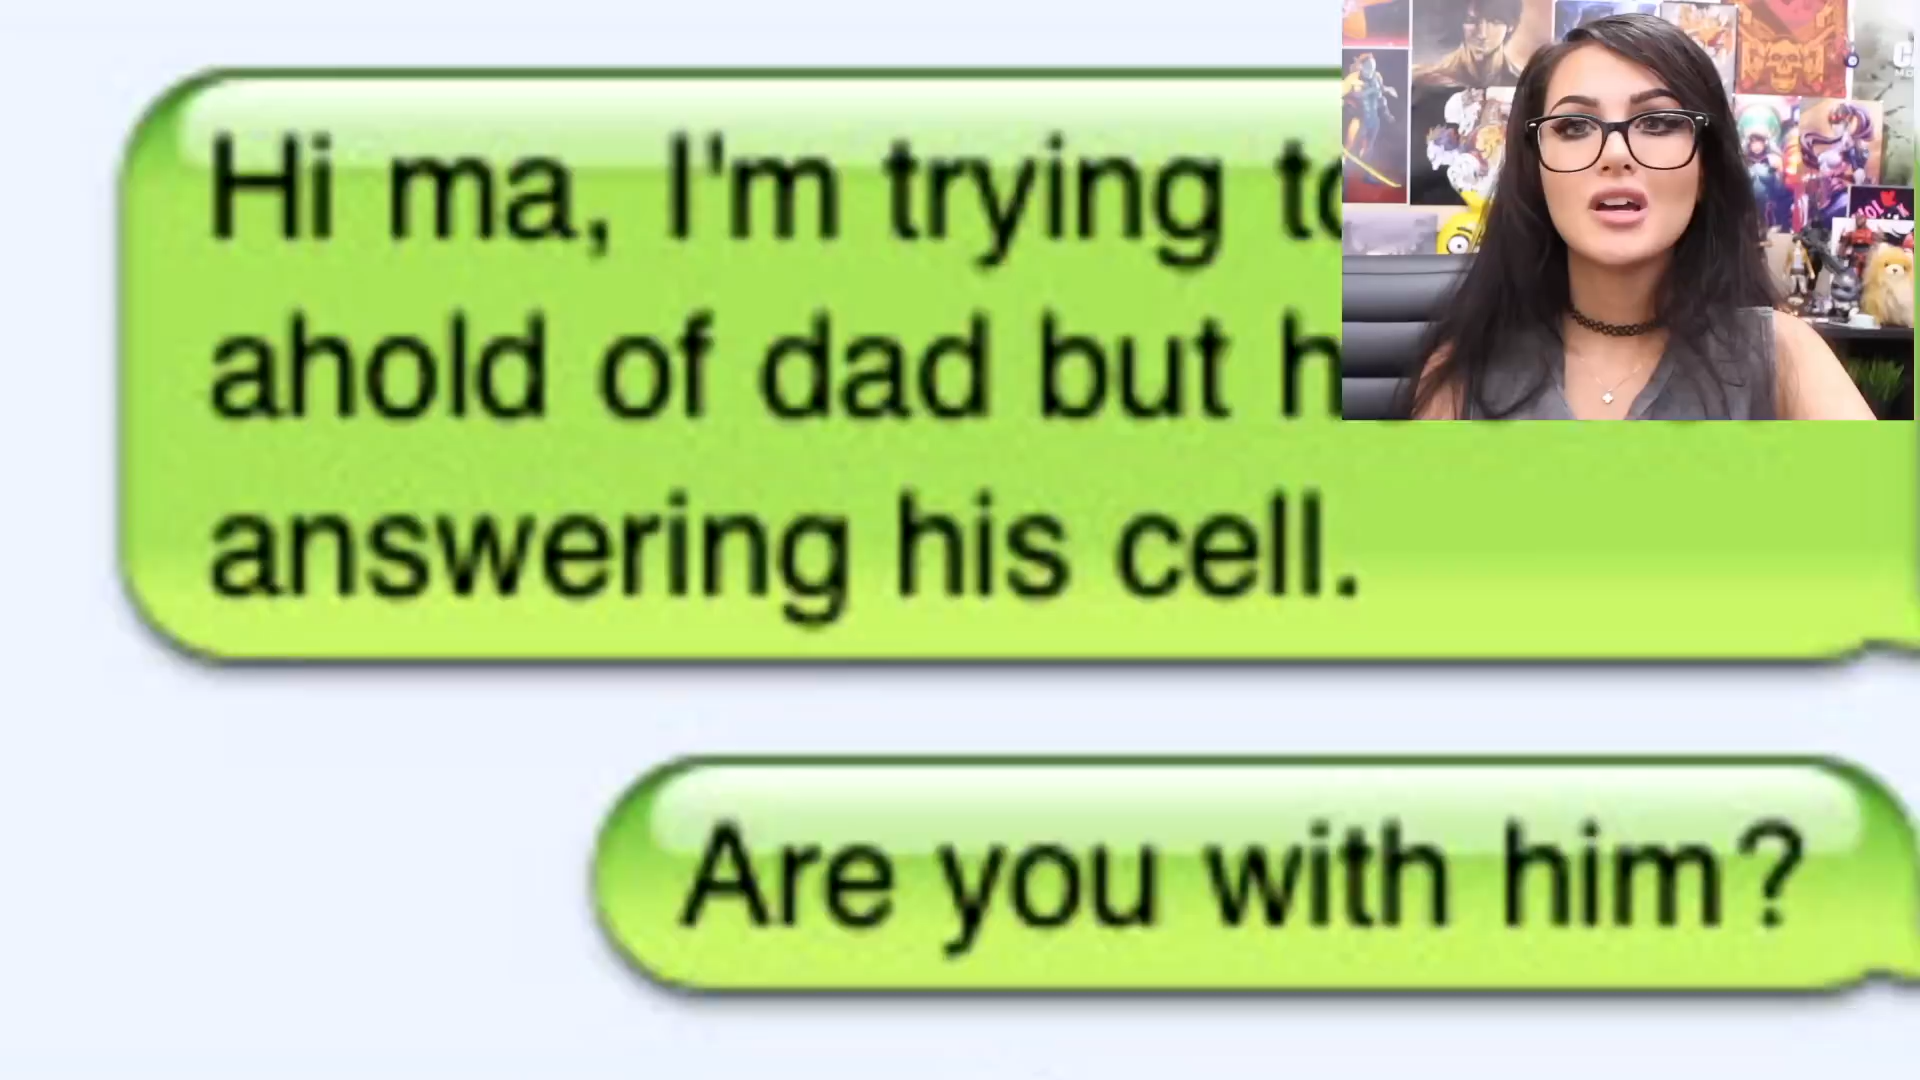 Hi ma, I'm trying
ahold of dad but
answering his cell.
Are you with him?